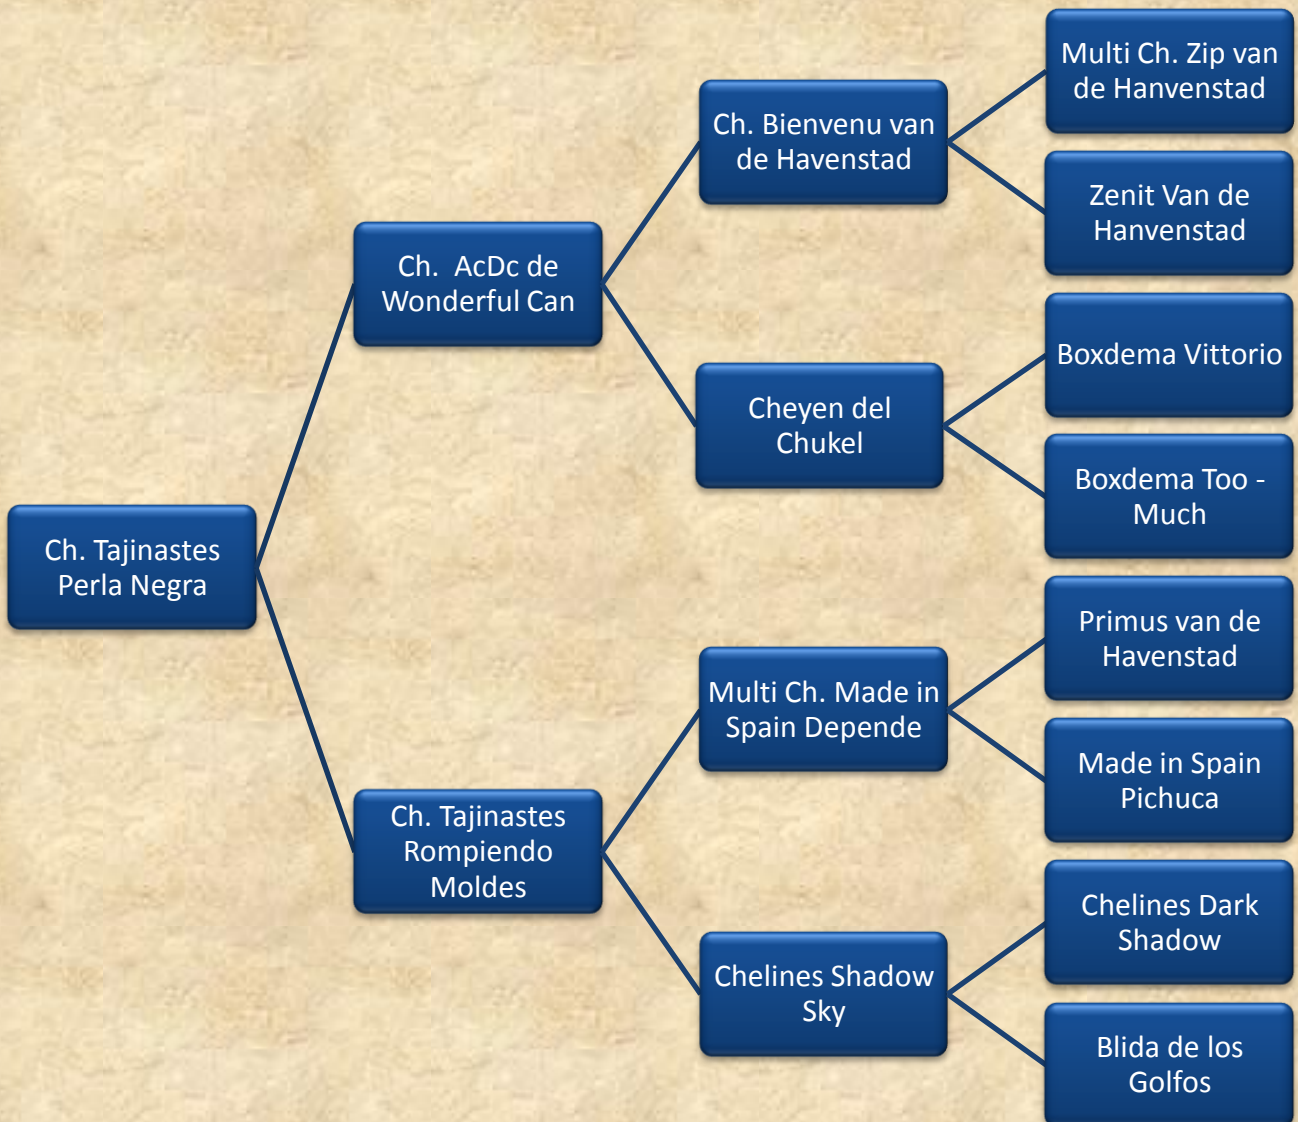 Ch. Tajinastes
Perla Negra
Ch.  AcDc de
Wonderful Can
Ch. Tajinastes
Rompiendo
Moldes
Ch. Bienvenu van
de Havenstad
Cheyen del
Chukel
Multi Ch. Made in
Spain Depende
Chelines Shadow
Sky
Multi Ch. Zip van
de Hanvenstad
Zenit Van de
Hanvenstad
Boxdema Vittorio
Boxdema Too -
Much
Primus van de
Havenstad
Made in Spain
Pichuca
Chelines Dark
Shadow
Blida de los
Golfos